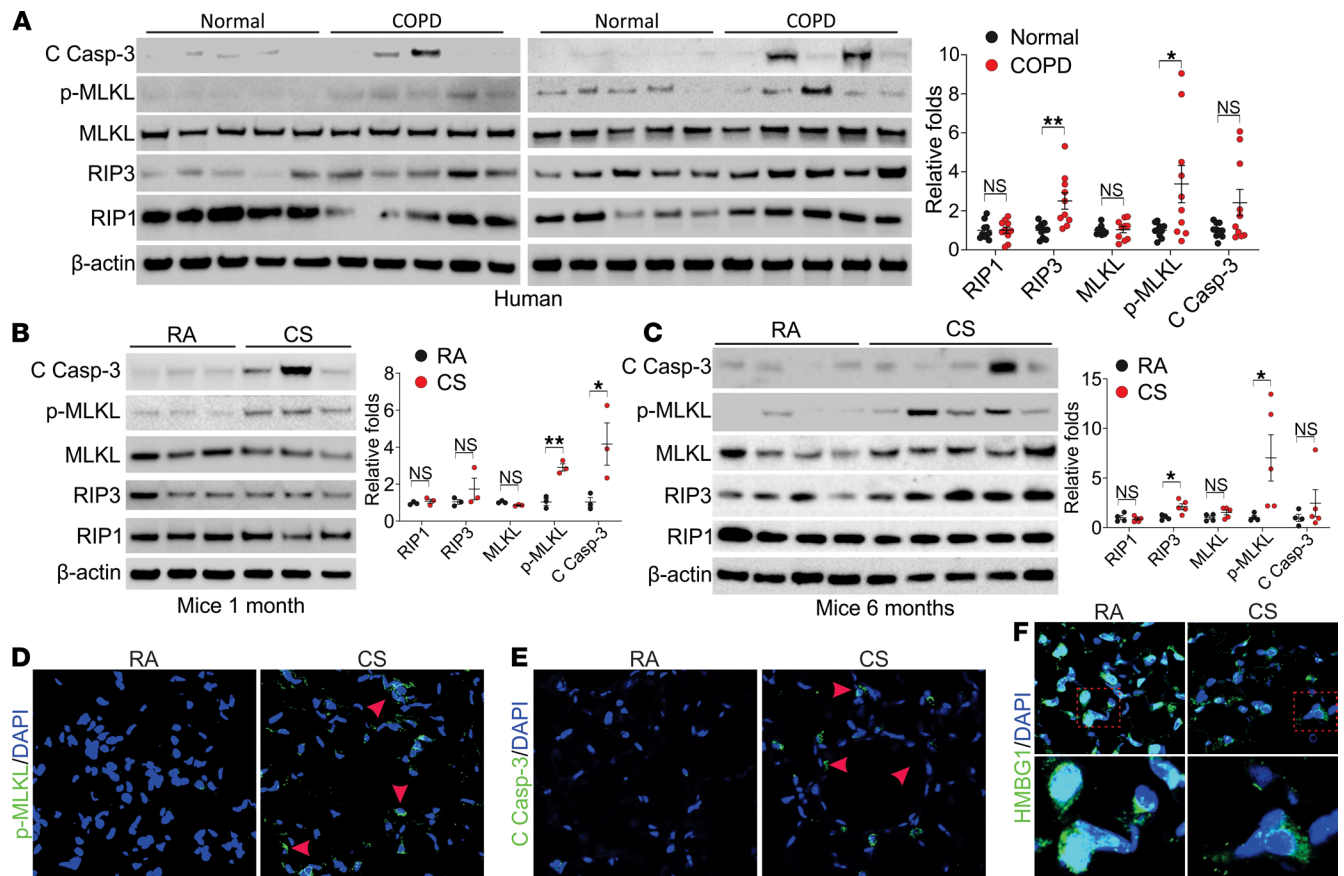 A
Normal COPD Normal COPD
C Casp-3
p-MLKL
MLKL
RIP3
RIP1
β-actin
Human
Relative folds
10
8
6
4
2
0
Normal
COPD
NS ** NS * NS
RIP1 RIP3 MLKL p-MLKL C Casp-3
B
RA CS
C Casp-3
p-MLKL
MLKL
RIP3
RIP1
β-actin
Mice 1 month
Relative folds
8
6
4
2
0
RA
CS
NS NS NS ** *
RIP1 RIP3 MLKL p-MLKL C Casp-3
C
RA CS
C Casp-3
p-MLKL
MLKL
RIP3
RIP1
β-actin
Mice 6 months
Relative folds
15
10
5
0
RA
CS
NS * NS * NS
RIP1 RIP3 MLKL p-MLKL C Casp-3
D
RA CS
p-MLKL/DAPI
E
RA CS
C Casp-3/DAPI
F
RA CS
HMBG1/DAPI